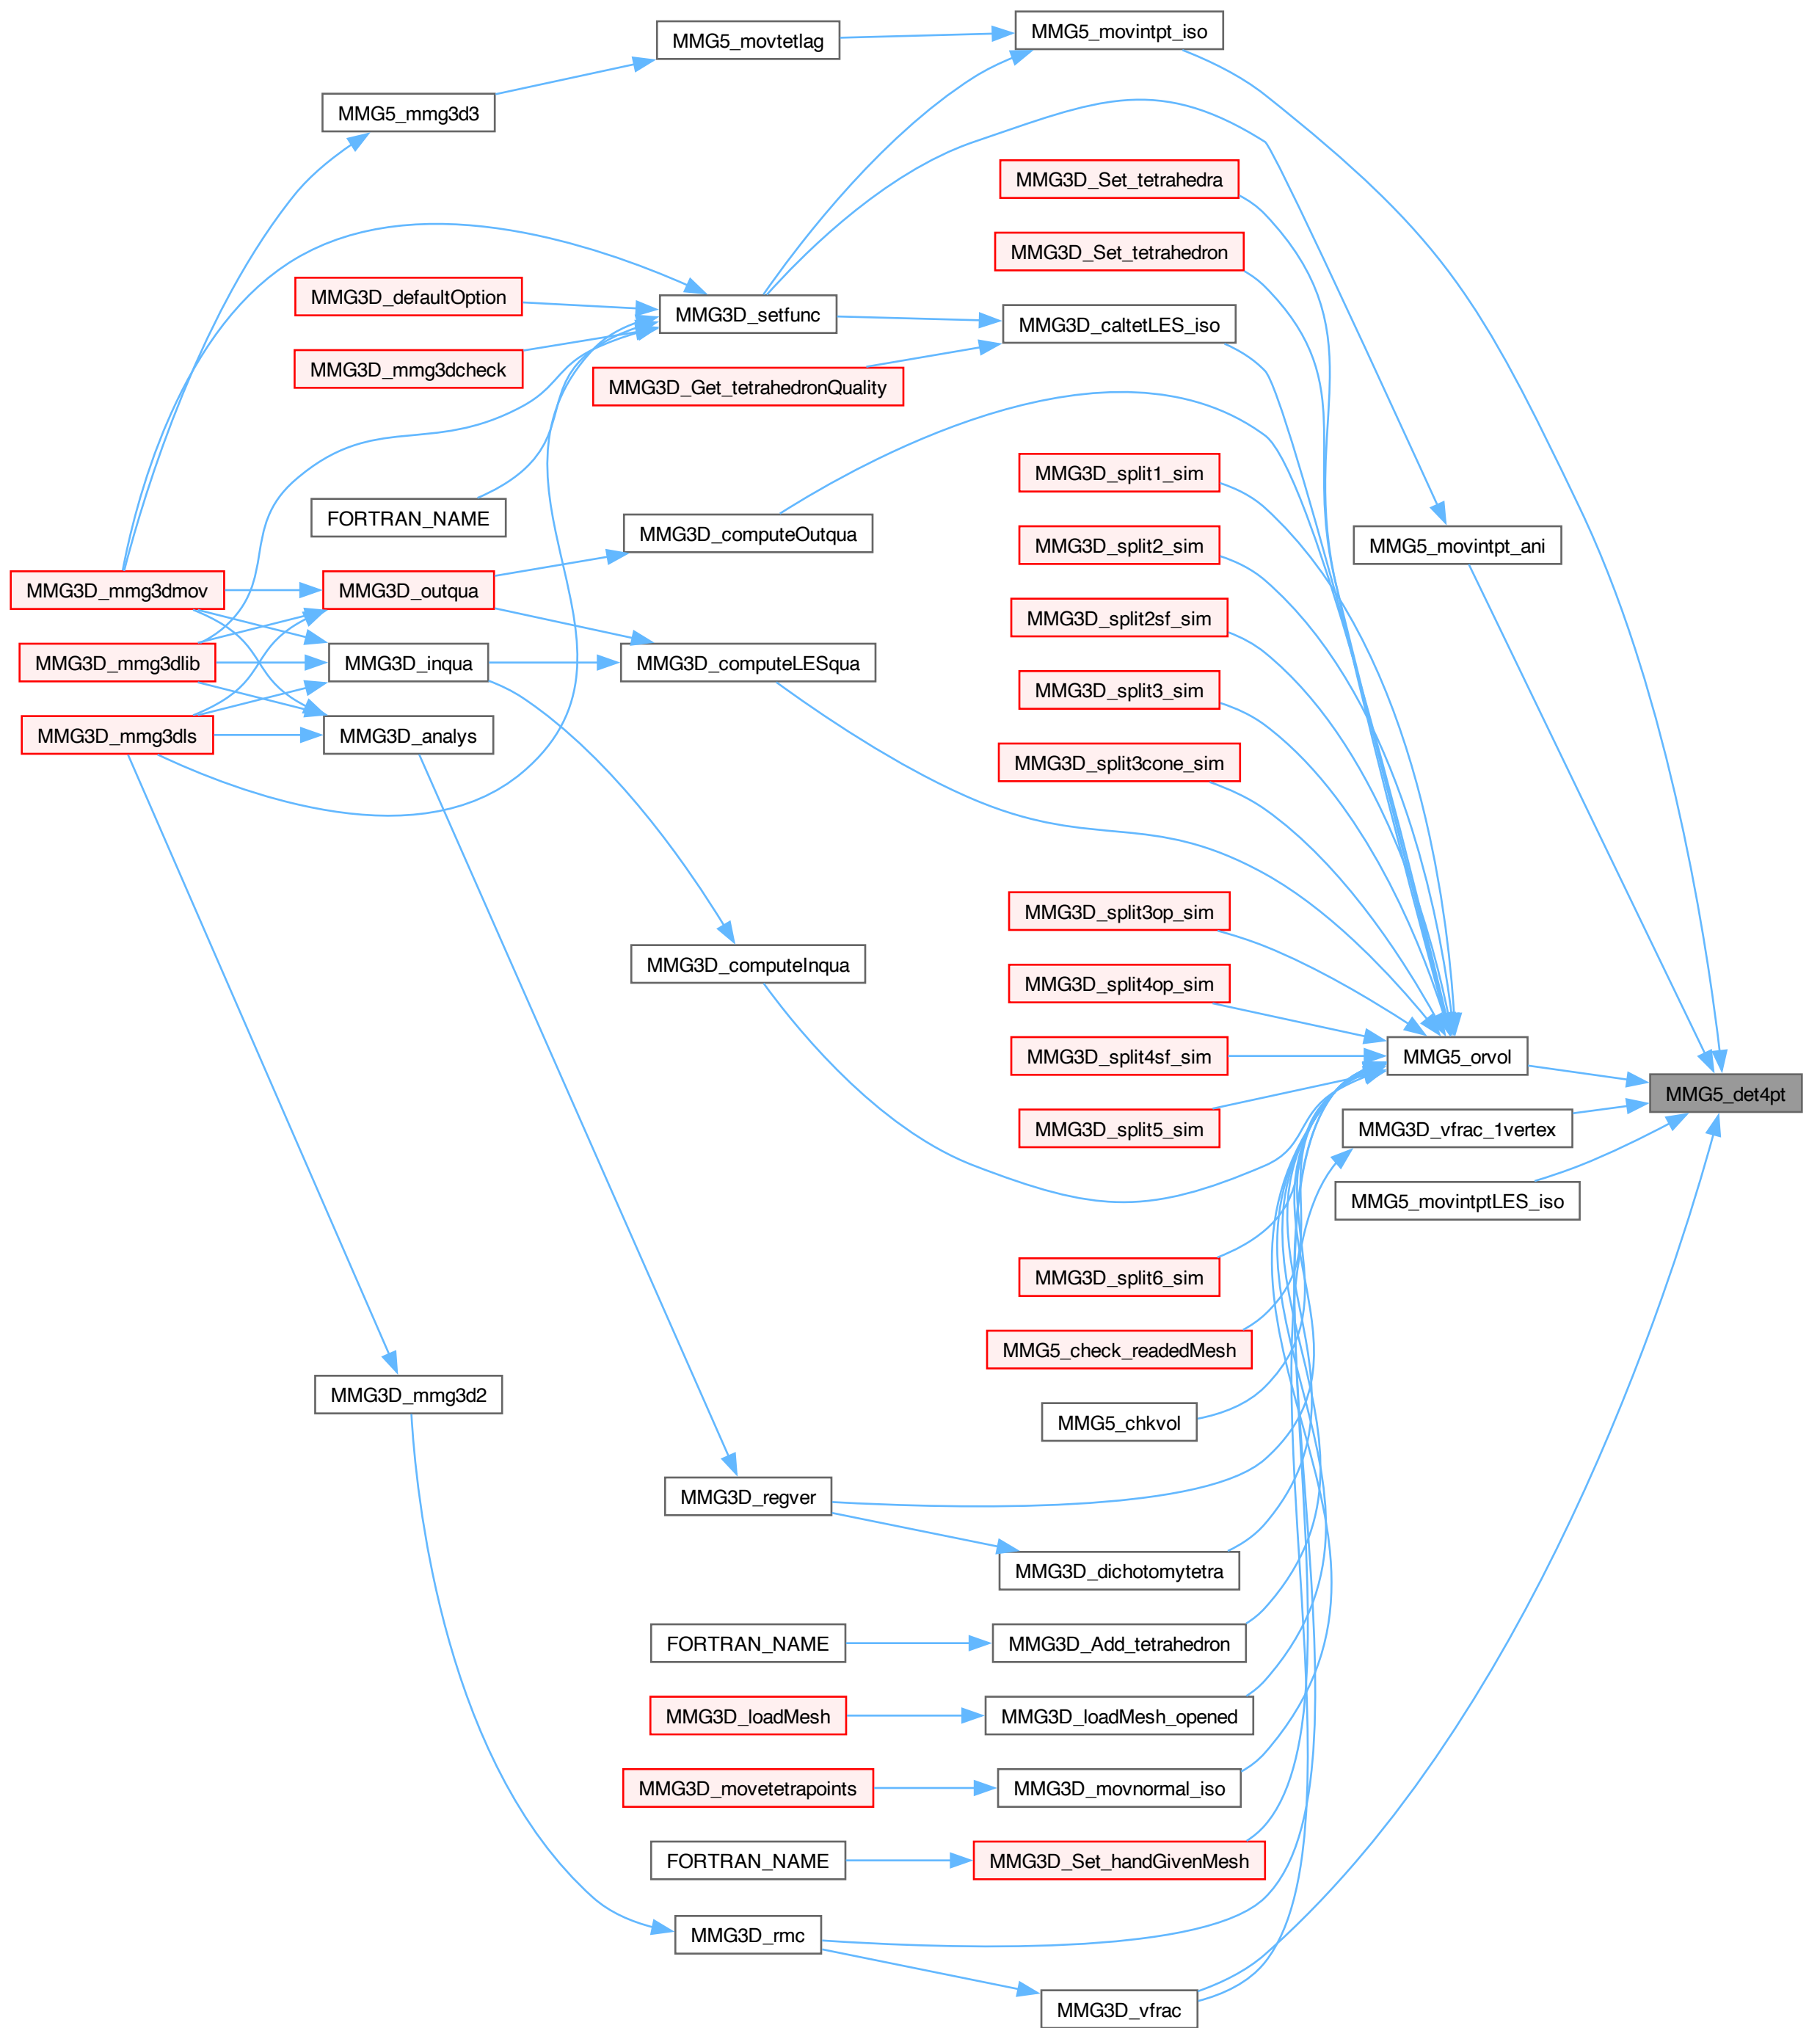 MMG5_movintpt_iso
MMG5_movtetlag
MMG5_mmg3d3
MMG3D_Set_tetrahedra
MMG3D_Set_tetrahedron
MMG3D_defaultOption
MMG3D_setfunc
MMG3D_caltetLES_iso
MMG3D_mmg3dcheck
MMG3D_Get_tetrahedronQuality
MMG3D_split1_sim
FORTRAN_NAME
MMG3D_computeOutqua
MMG3D_split2_sim
MMG5_movintpt_ani
MMG3D_mmg3dmov
MMG3D_outqua
MMG3D_split2sf_sim
MMG3D_mmg3dlib
MMG3D_inqua
MMG3D_computeLESqua
MMG3D_split3_sim
MMG3D_mmg3dls
MMG3D_analys
MMG3D_split3cone_sim
MMG3D_split3op_sim
MMG3D_computeInqua
MMG3D_split4op_sim
MMG3D_split4sf_sim
MMG5_orvol
MMG5_det4pt
MMG3D_split5_sim
MMG3D_vfrac_1vertex
MMG5_movintptLES_iso
MMG3D_split6_sim
MMG5_check_readedMesh
MMG3D_mmg3d2
MMG5_chkvol
MMG3D_regver
MMG3D_dichotomytetra
FORTRAN_NAME
MMG3D_Add_tetrahedron
MMG3D_loadMesh
MMG3D_loadMesh_opened
MMG3D_movetetrapoints
MMG3D_movnormal_iso
FORTRAN_NAME
MMG3D_Set_handGivenMesh
MMG3D_rmc
MMG3D_vfrac